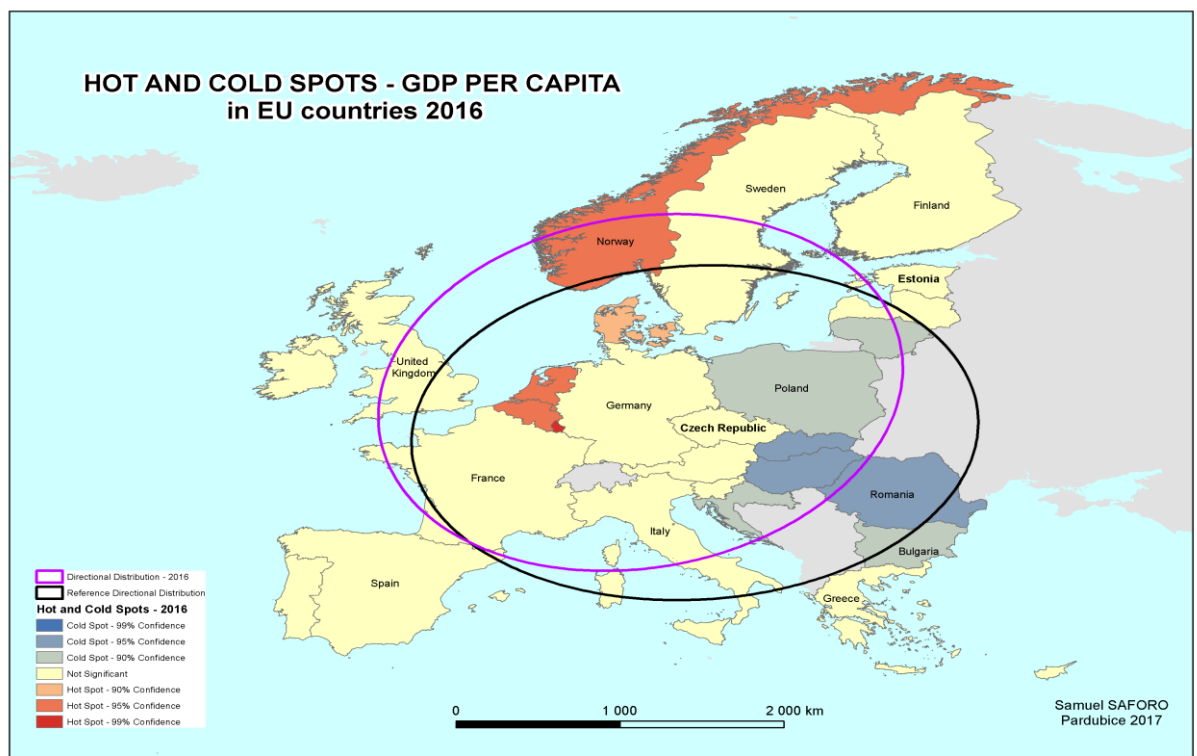 HOT AND COLD SPOTS - GDP PER CAPITA
in EU countries 2016
Sweden
Finland
Norway
Estonia
United
Kingdom
Poland
Germany
Czech Republic
France
Romania
Italy
Bulgaria
Spain
Greece
Directional Distribution - 2016
Reference Directional Distribution
Hot and Cold Spots - 2016
Cold Spot - 99% Confidence
Cold Spot - 95% Confidence
Cold Spot - 90% Confidence
Not Significant
Hot Spot - 90% Confidence
Hot Spot - 95% Confidence
Hot Spot - 99% Confidence
0 1 000 2 000 km
Samuel SAFORO
Pardubice 2017